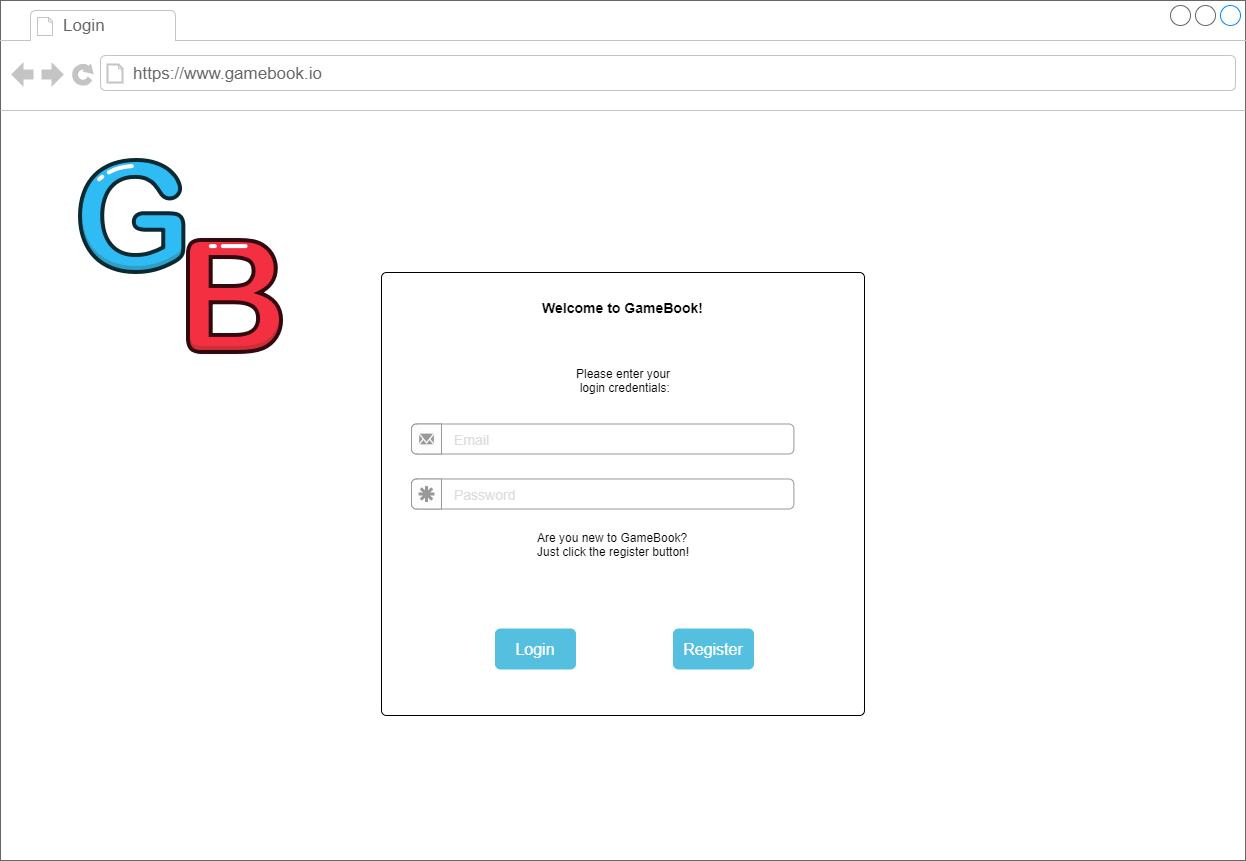 Login
https://www.gamebook.io
G
B
Welcome to GameBook!
Please enter your
login credentials:
Email
Password
Are you new to GameBook?
Just click the register button!
Login
Register